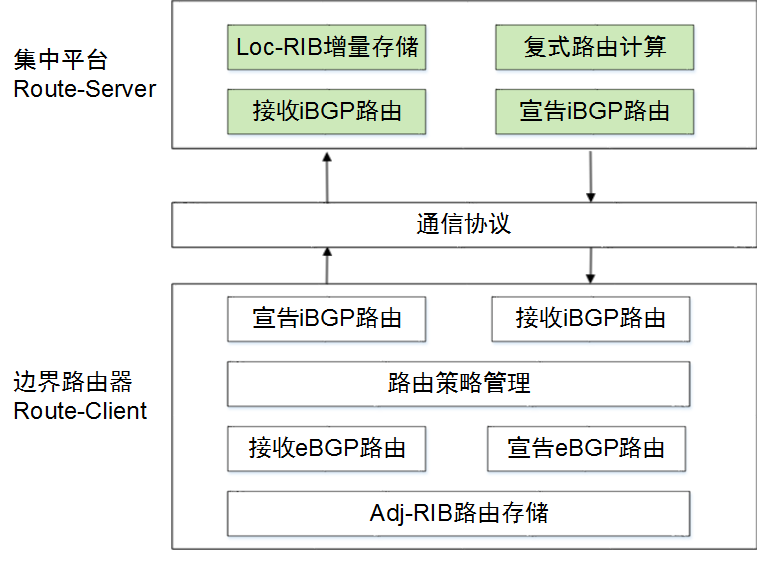 集中平台
Route-Server
Loc-RIB增量存储
复式路由计算
接收iBGP路由
宣告iBGP路由
通信协议
边界路由器
Route-Client
宣告iBGP路由
接收iBGP路由
路由策略管理
接收eBGP路由
宣告eBGP路由
Adj-RIB路由存储